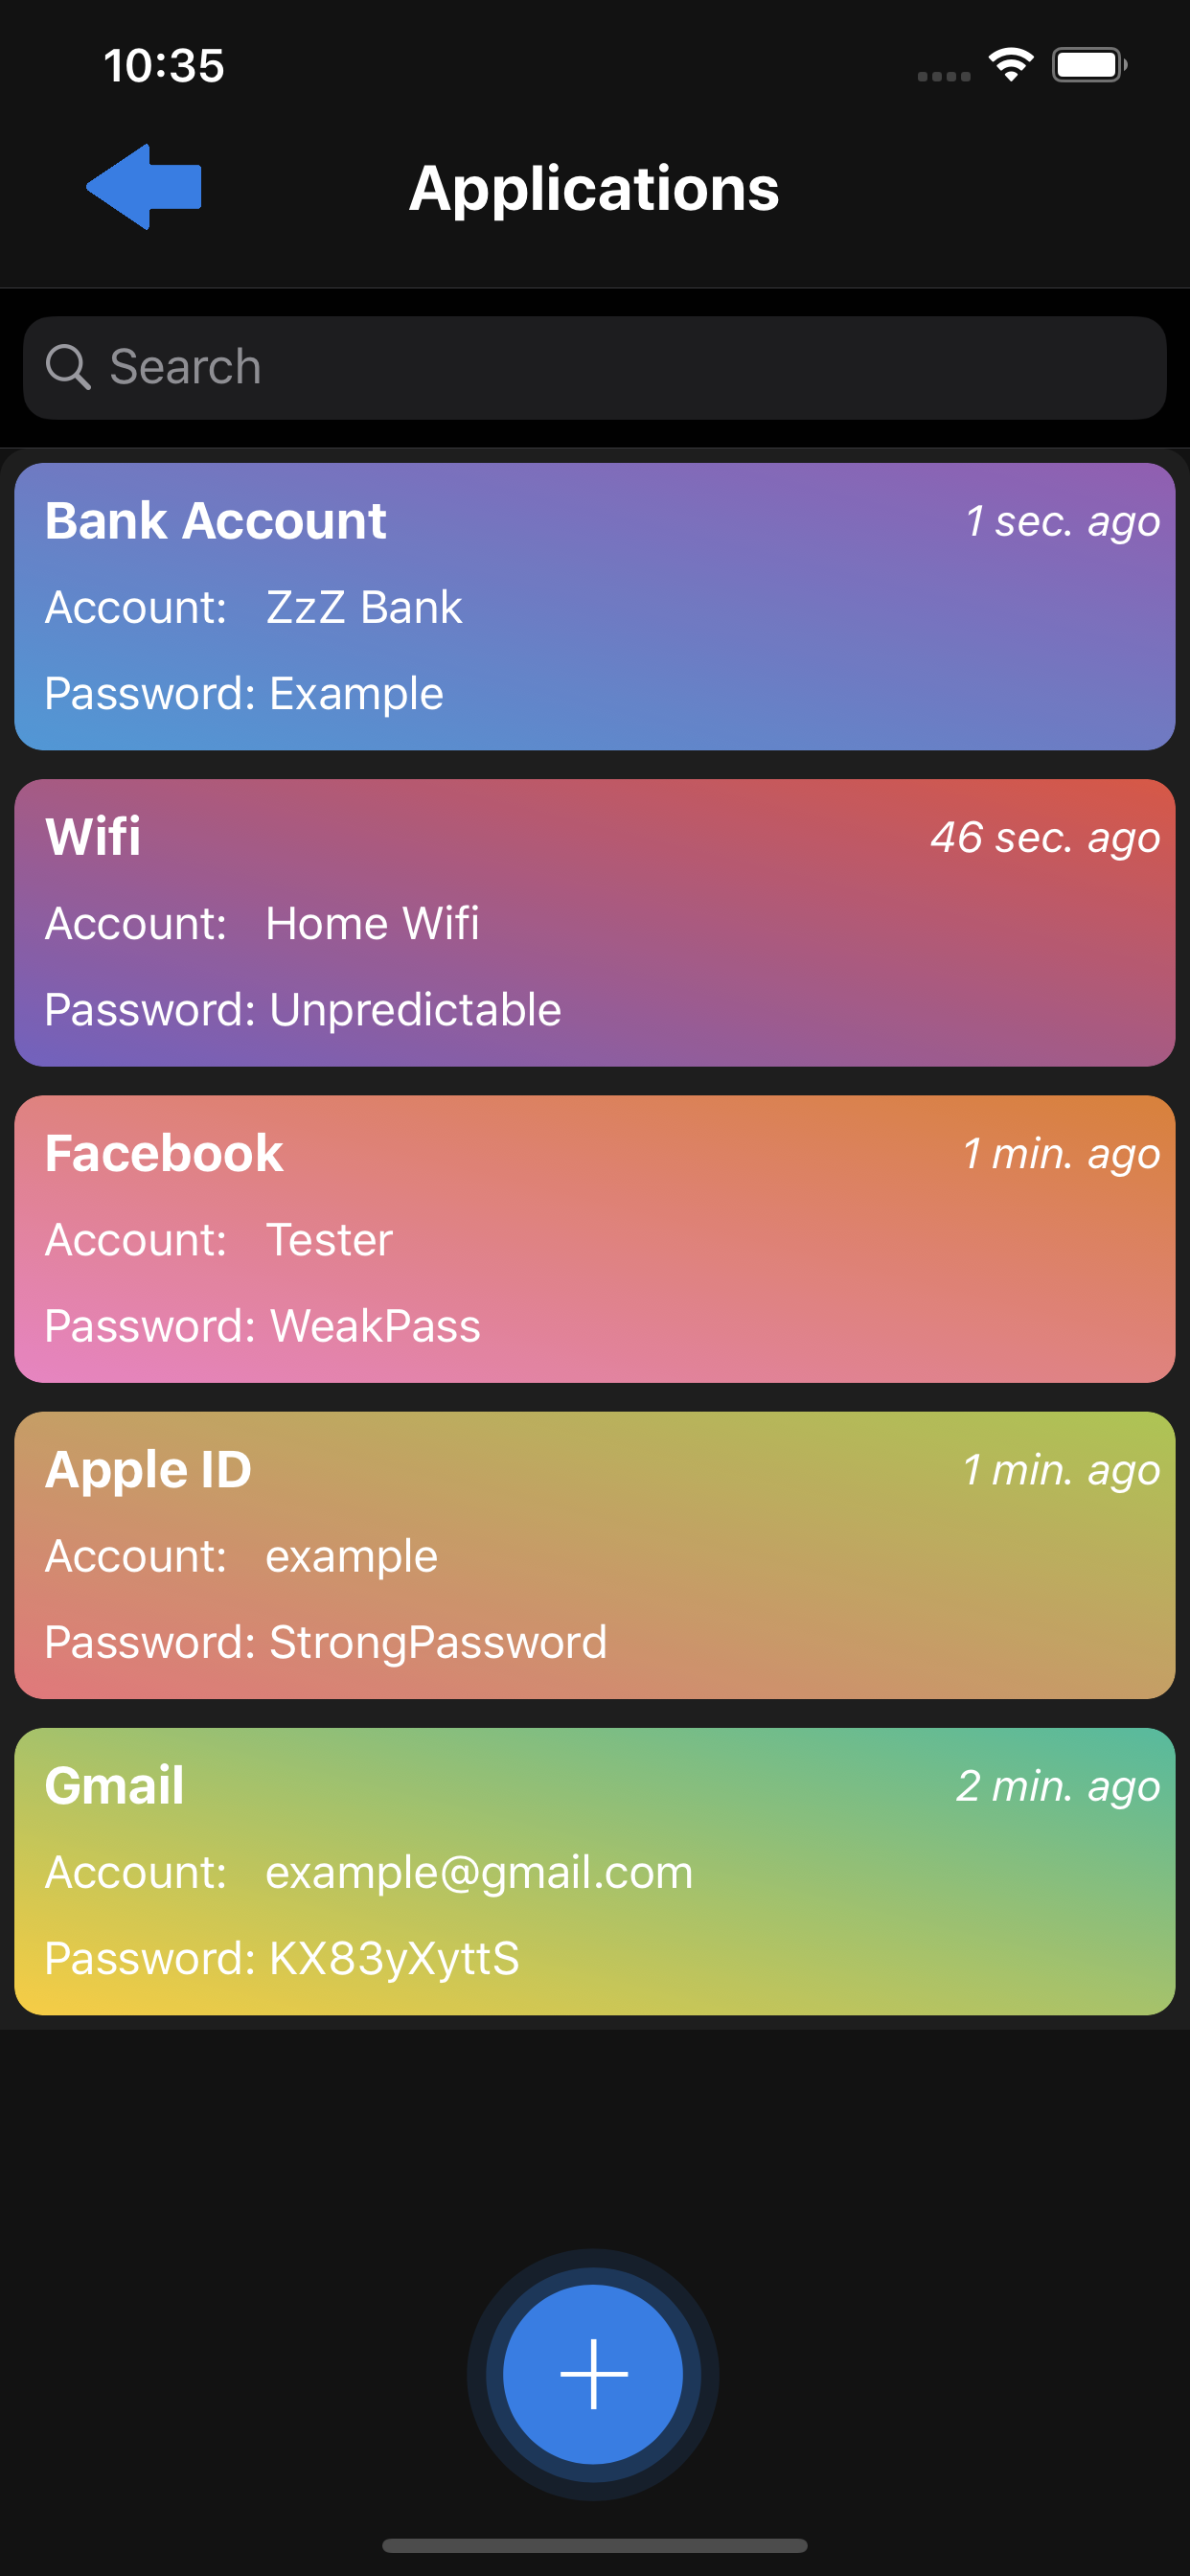 10:35
Applications
Search
Bank Account 1 sec. ago
Account: ZzZ Bank
Password: Example
Wifi 46 sec. ago
Account: Home Wifi
Password: Unpredictable
Facebook 1 min. ago
Account: Tester
Password: WeakPass
Apple ID 1 min. ago
Account: example
Password: StrongPassword
Gmail 2 min. ago
Account: example@gmail.com
Password: KX83yXyttS